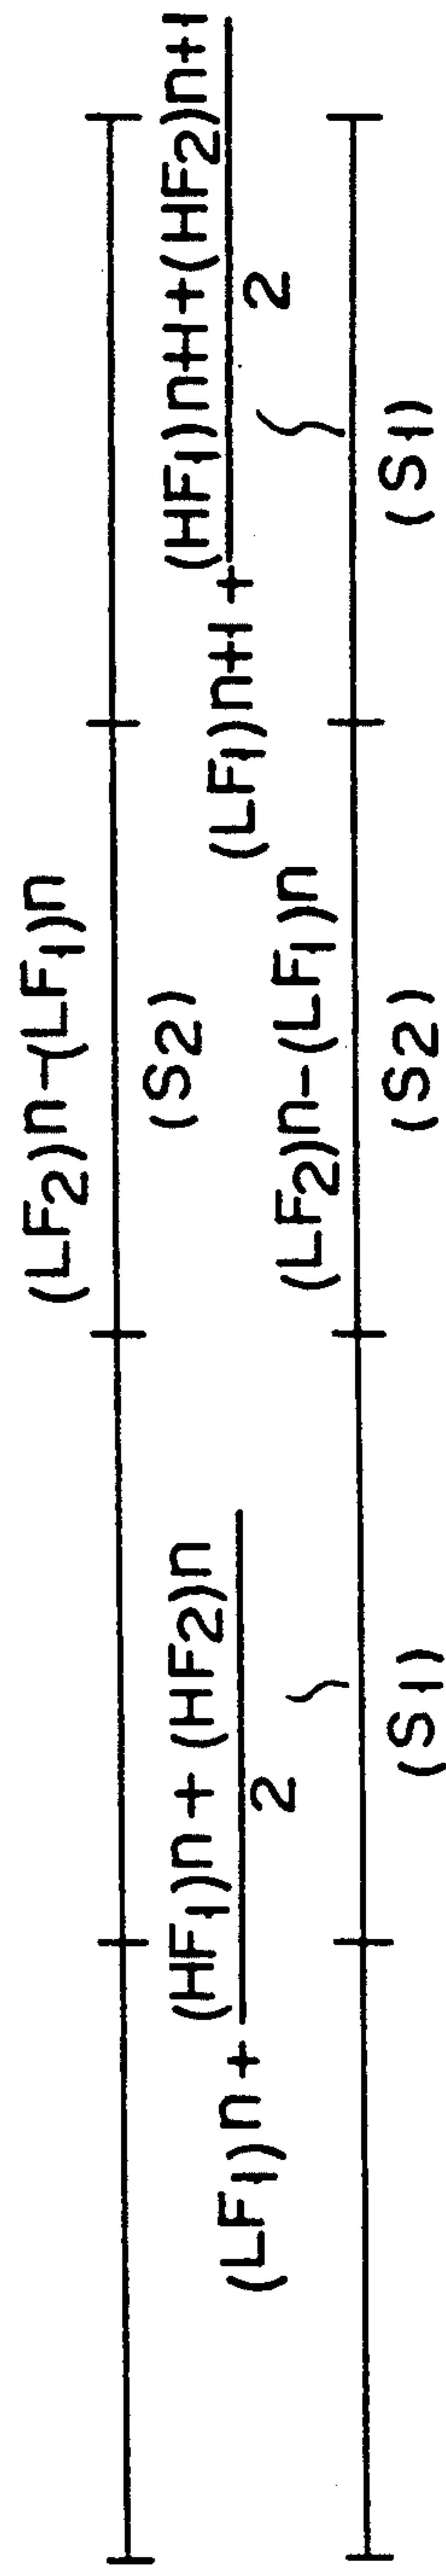 (LF₂)n-(LF₁)n
(S₂)
(HF₁)n + (HF₂)n
(LF₁)n +
2
(HF₁)n+1+(HF₂)n+1
(LF₁)n+1 +
2
(LF₂)n-(LF₁)n
(S₁)
(S₂)
(S₁)